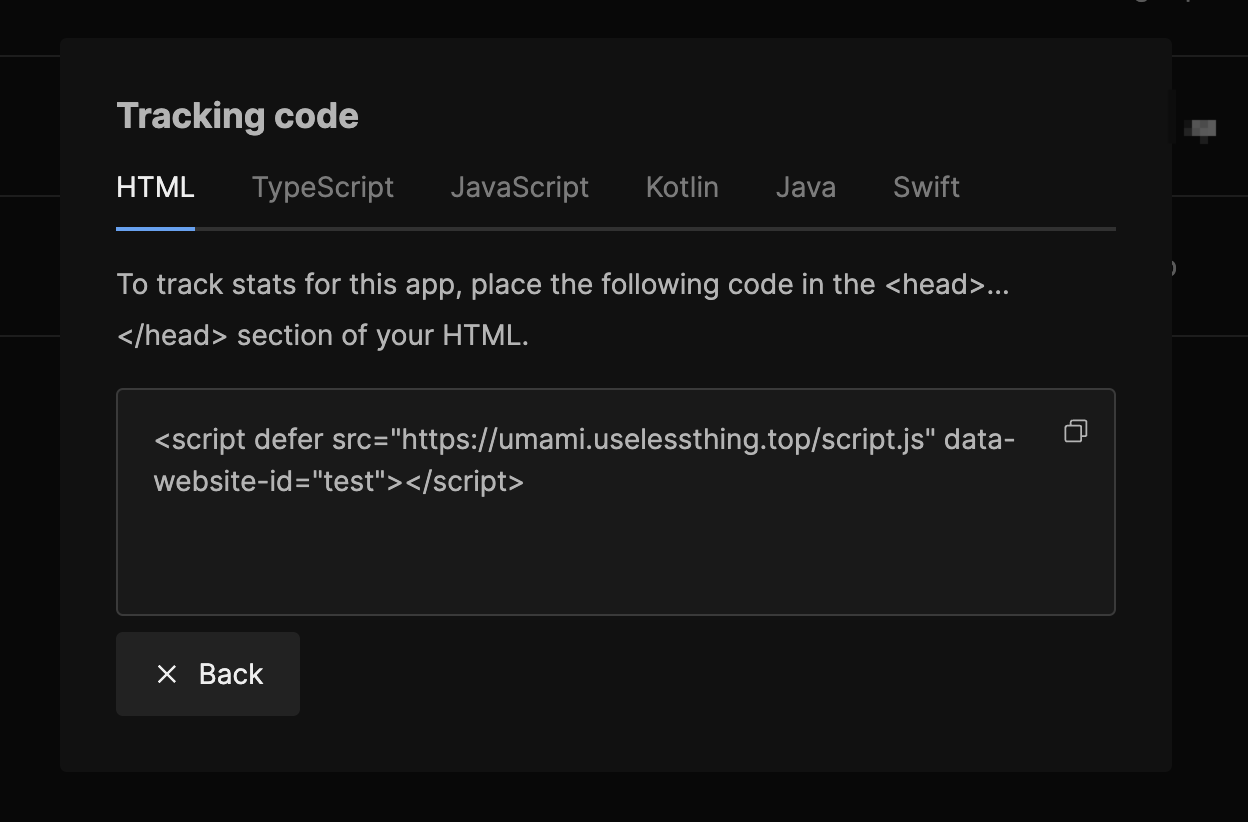 Tracking code
HTML TypeScript JavaScript Kotlin Java Swift
To track stats for this app, place the following code in the <head>...
</head> section of your HTML.
<script defer src="https://umami.uselessthing.top/script.js" data-
website-id="test"></script>
Back